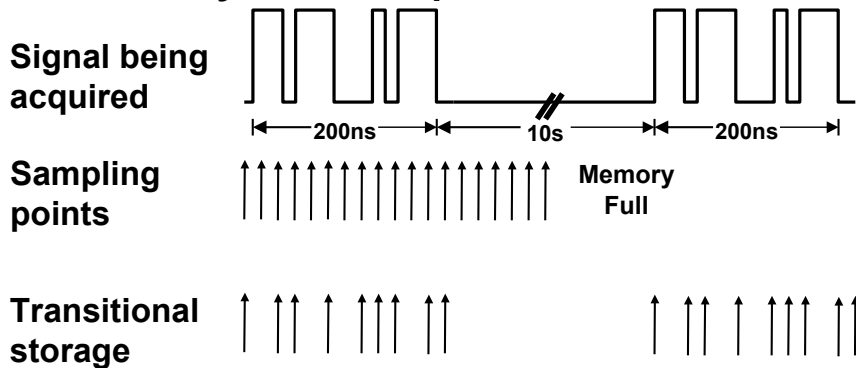 Signal being
acquired
200ns
10s
200ns
Sampling
points
Memory
Full
Transitional
storage